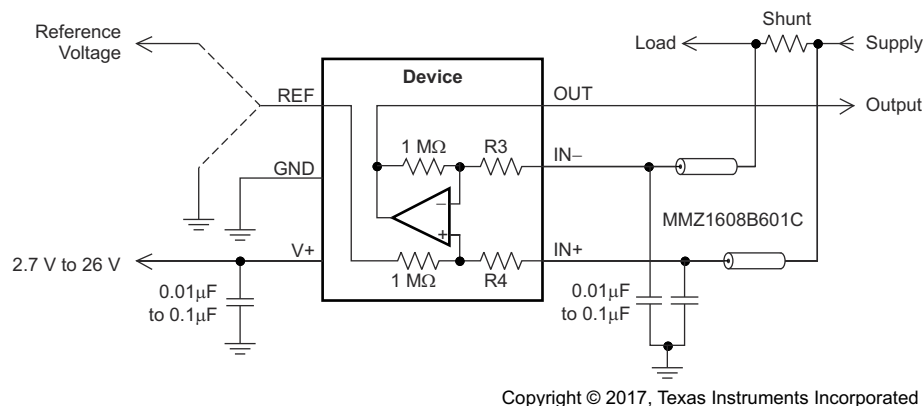 Shunt
Reference
Voltage
Load
Supply
Device
REF
OUT
Output
1 MΩ
R3
IN–
GND
–
MMZ1608B601C
+
V+
IN+
2.7 V to 26 V
1 MΩ
R4
0.01µF
to 0.1µF
0.01µF
to 0.1µF
Copyright © 2017, Texas Instruments Incorporated